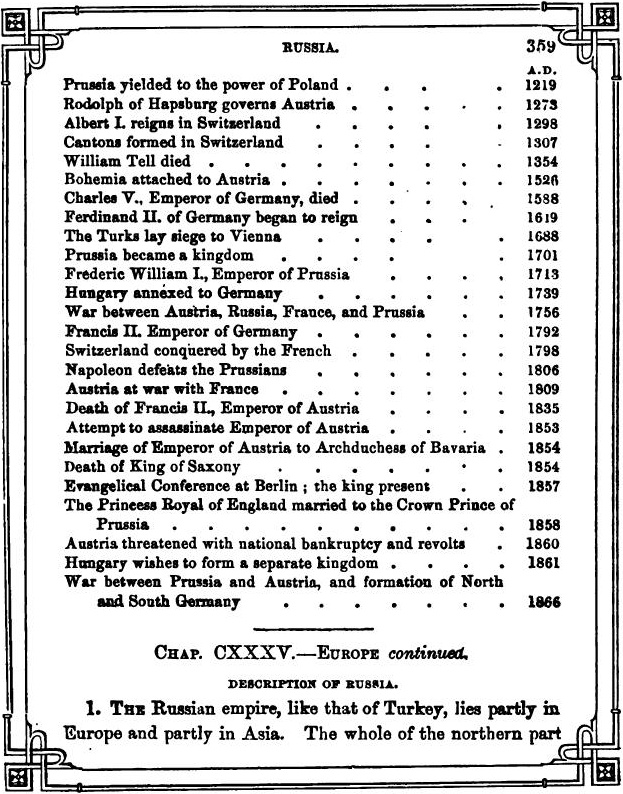 RUSSIA. 359
A.D.
Prussia yielded to the power of Poland . . . . . 1219
Rodolph of Hapsburg governs Austria . . . . . 1273
Albert I. reigns in Switzerland . . . . . 1298
Cantons formed in Switzerland . . . . . 1307
William Tell died . . . . . . . . 1354
Bohemia attached to Austria . . . . . . . 1526
Charles V., Emperor of Germany, died . . . . . 1588
Ferdinand II. of Germany began to reign . . . 1619
The Turks lay siege to Vienna . . . . . 1688
Prussia became a kingdom . . . . . . 1701
Frederic William I., Emperor of Prussia . . . . 1713
Hungary annexed to Germany . . . . . . 1739
War between Austria, Russia, France, and Prussia . . 1756
Francis II. Emperor of Germany . . . . . . 1792
Switzerland conquered by the French . . . . . 1798
Napoleon defeats the Prussians . . . . . . 1806
Austria at war with France . . . . . . . 1809
Death of Francis II., Emperor of Austria . . . . 1835
Attempt to assassinate Emperor of Austria . . . . 1853
Marriage of Emperor of Austria to Archduchess of Bavaria . 1854
Death of King of Saxony . . . . . . 1854
Evangelical Conference at Berlin ; the king present . . 1857
The Princess Royal of England married to the Crown Prince of
Prussia . . . . . . . . . 1858
Austria threatened with national bankruptcy and revolts . 1860
Hungary wishes to form a separate kingdom . . . . 1861
War between Prussia and Austria, and formation of North
and South Germany . . . . . . . 1866
CHAP. CXXXV.—EUROPE continued.
DESCRIPTION OF RUSSIA.
1. THE Russian empire, like that of Turkey, lies partly in
Europe and partly in Asia. The whole of the northern part